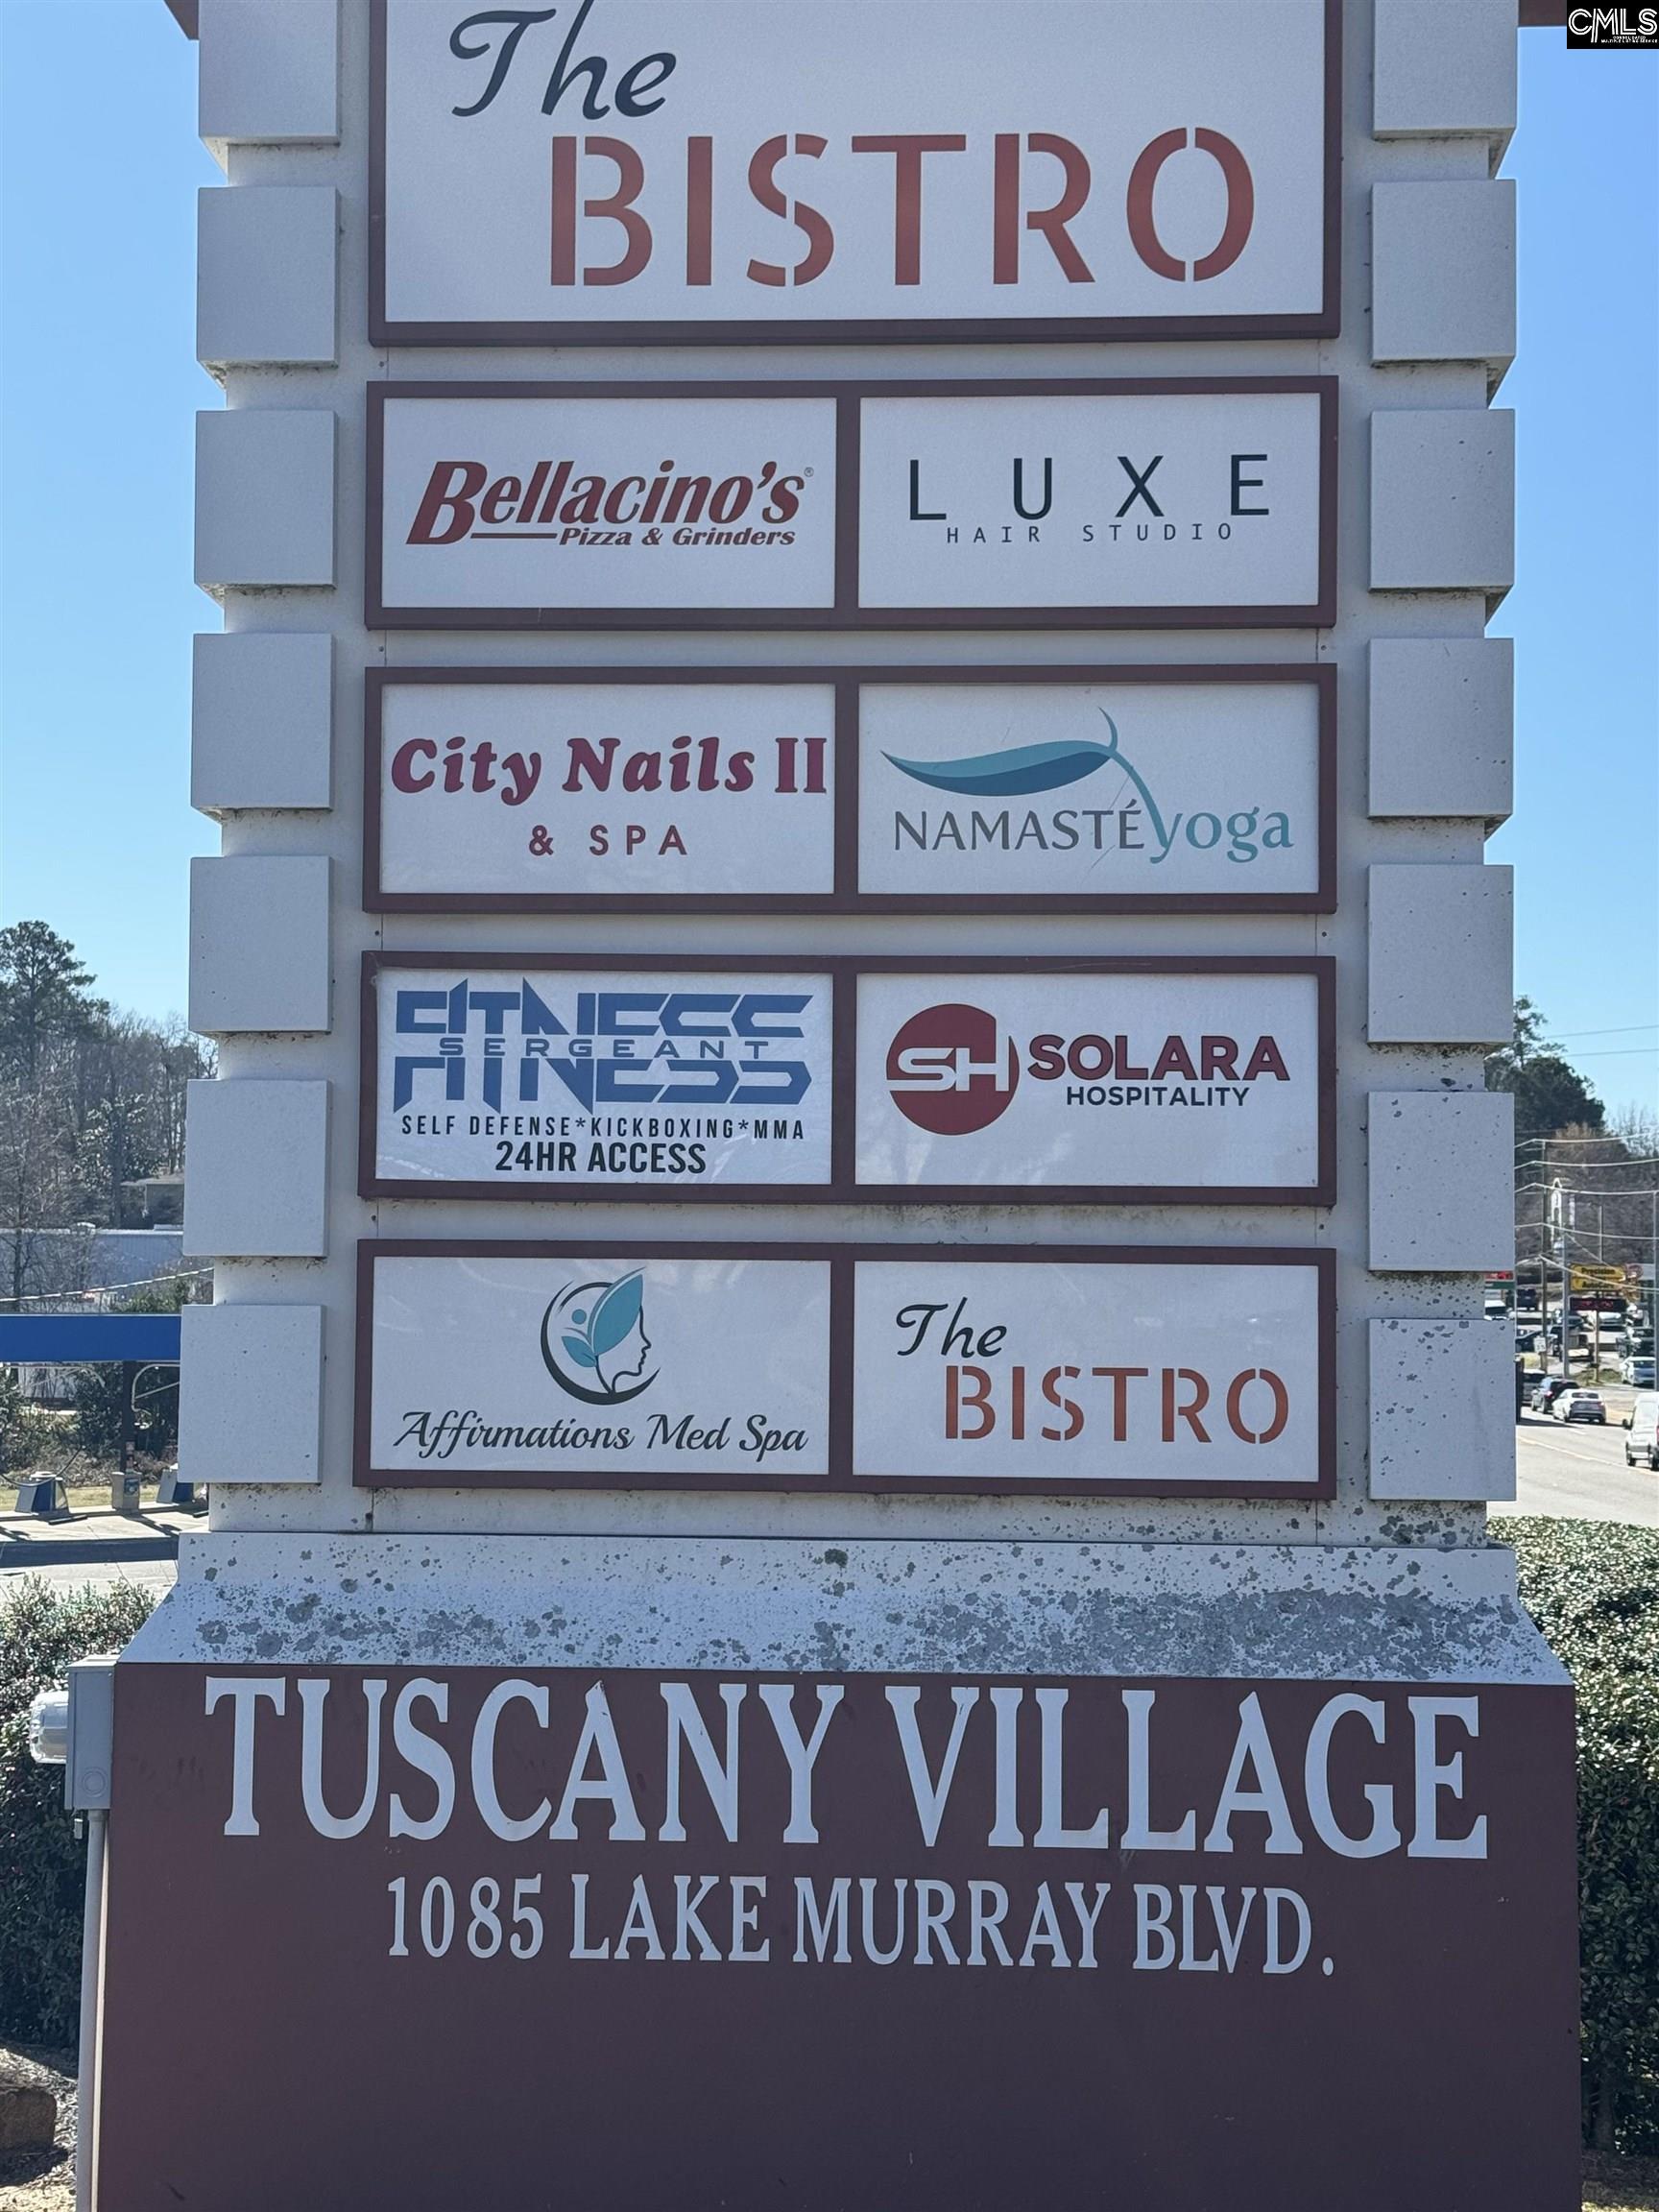 CMLS
The
BISTRO
Bellacino's®
Pizza & Grinders
LUXE
HAIR STUDIO
City Nails II
& SPA
NAMASTÉ yoga
FITNESS
SERGEANT
FITNESS
SELF DEFENSE*KICKBOXING*MMA
24HR ACCESS
SH SOLARA
HOSPITALITY
Affirmations Med Spa
The
BISTRO
TUSCANY VILLAGE
1085 LAKE MURRAY BLVD.